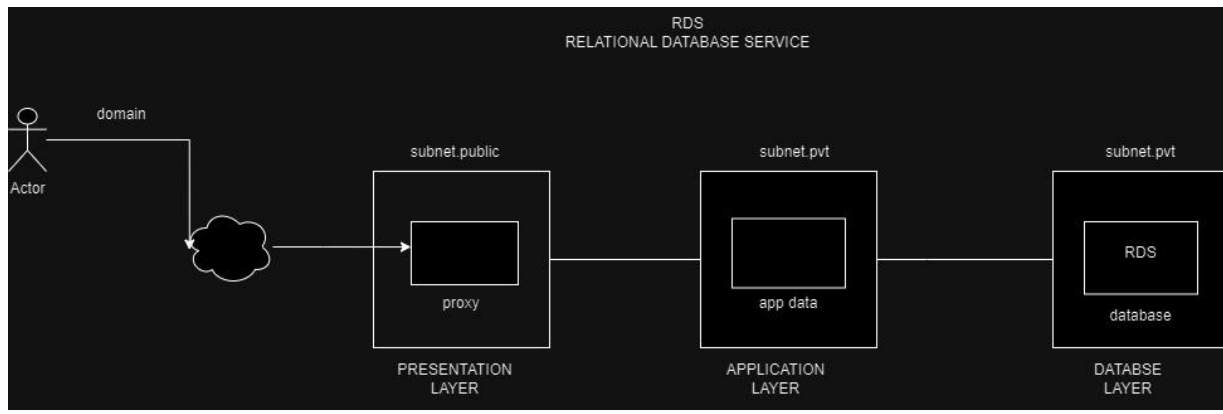 RDS
RELATIONAL DATABASE SERVICE
domain
Actor
subnet.public
subnet.pvt
subnet.pvt
RDS
proxy
app data
database
PRESENTATION
LAYER
APPLICATION
LAYER
DATABSE
LAYER